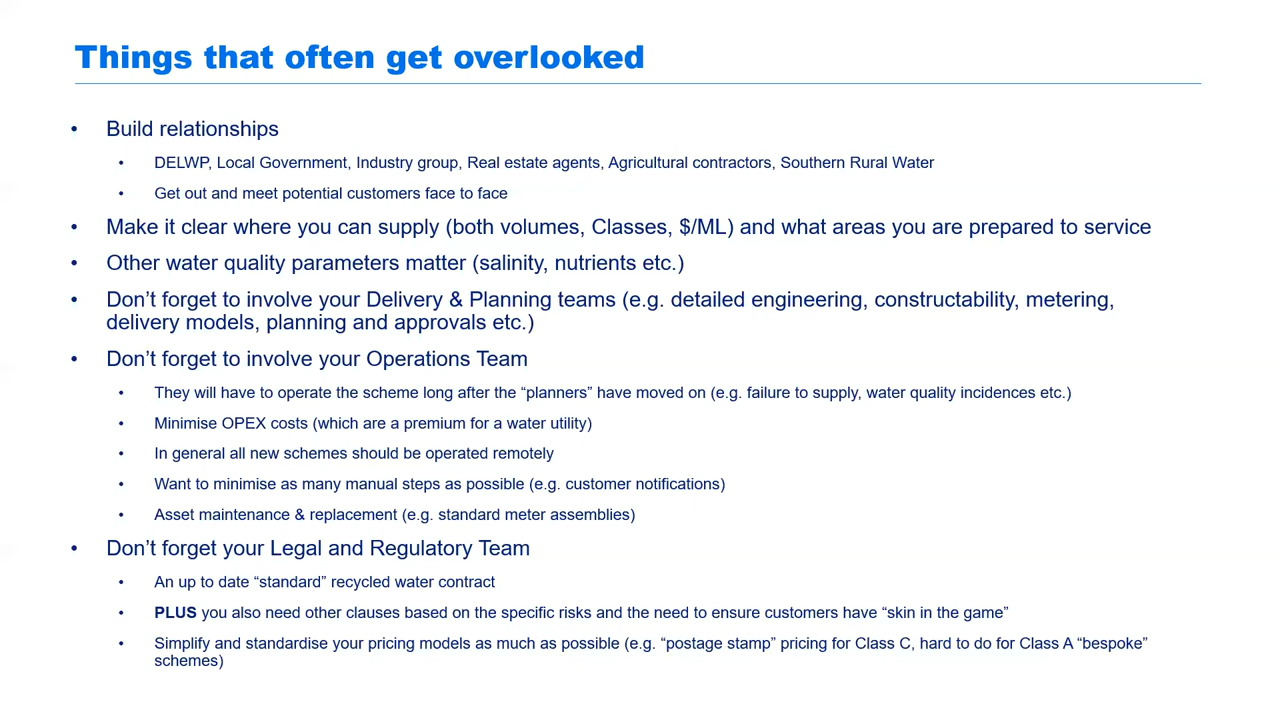 Things that often get overlooked
• Build relationships
• DELWP, Local Government, Industry group, Real estate agents, Agricultural contractors, Southern Rural Water
• Get out and meet potential customers face to face
• Make it clear where you can supply (both volumes, Classes, $/ML) and what areas you are prepared to service
• Other water quality parameters matter (salinity, nutrients etc.)
• Don’t forget to involve your Delivery & Planning teams (e.g. detailed engineering, constructability, metering,
delivery models, planning and approvals etc.)
• Don’t forget to involve your Operations Team
• They will have to operate the scheme long after the “planners” have moved on (e.g. failure to supply, water quality incidences etc.)
• Minimise OPEX costs (which are a premium for a water utility)
• In general all new schemes should be operated remotely
• Want to minimise as many manual steps as possible (e.g. customer notifications)
• Asset maintenance & replacement (e.g. standard meter assemblies)
• Don’t forget your Legal and Regulatory Team
• An up to date “standard” recycled water contract
• PLUS you also need other clauses based on the specific risks and the need to ensure customers have “skin in the game”
• Simplify and standardise your pricing models as much as possible (e.g. “postage stamp” pricing for Class C, hard to do for Class A “bespoke”
schemes)